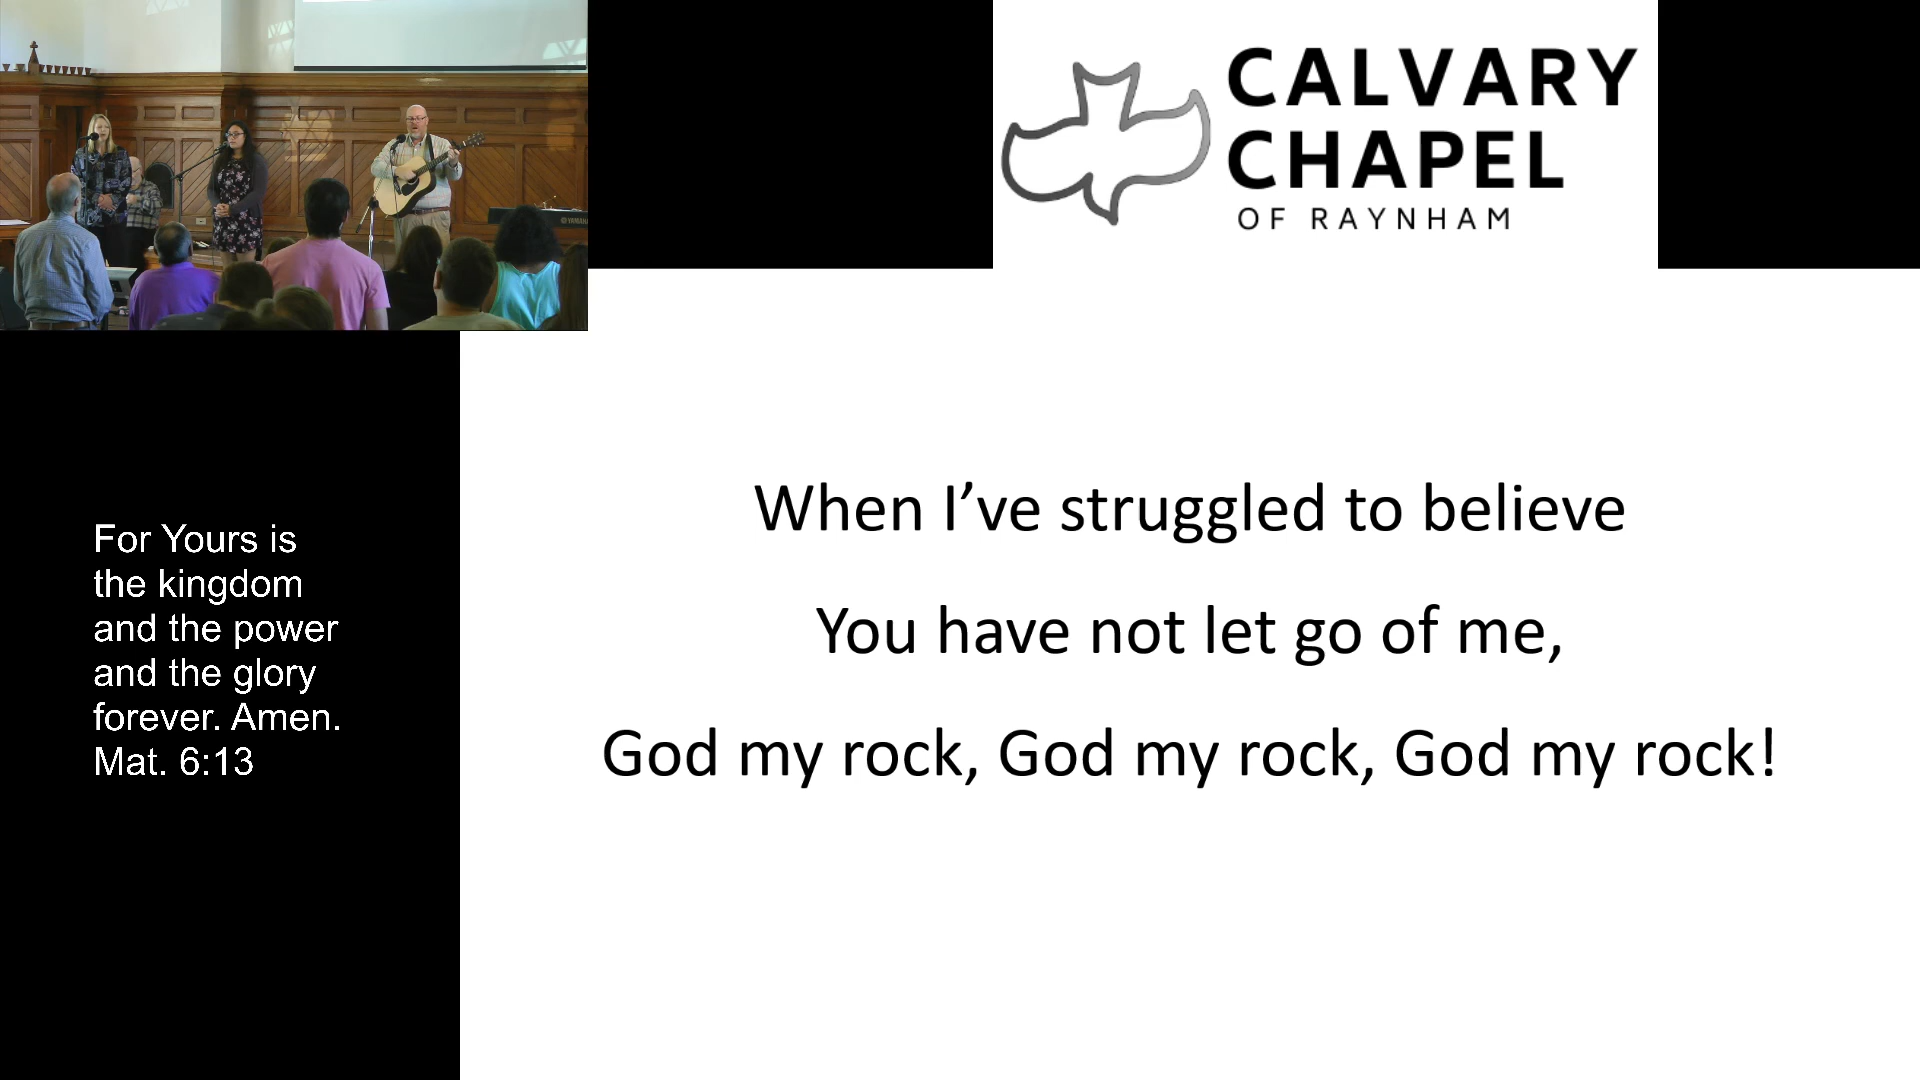 CALVARY
CHAPEL
OF RAYNHAM
YAMAHA
For Yours is
the kingdom
and the power
and the glory
forever. Amen.
Mat. 6:13
When I’ve struggled to believe
You have not let go of me,
God my rock, God my rock, God my rock!